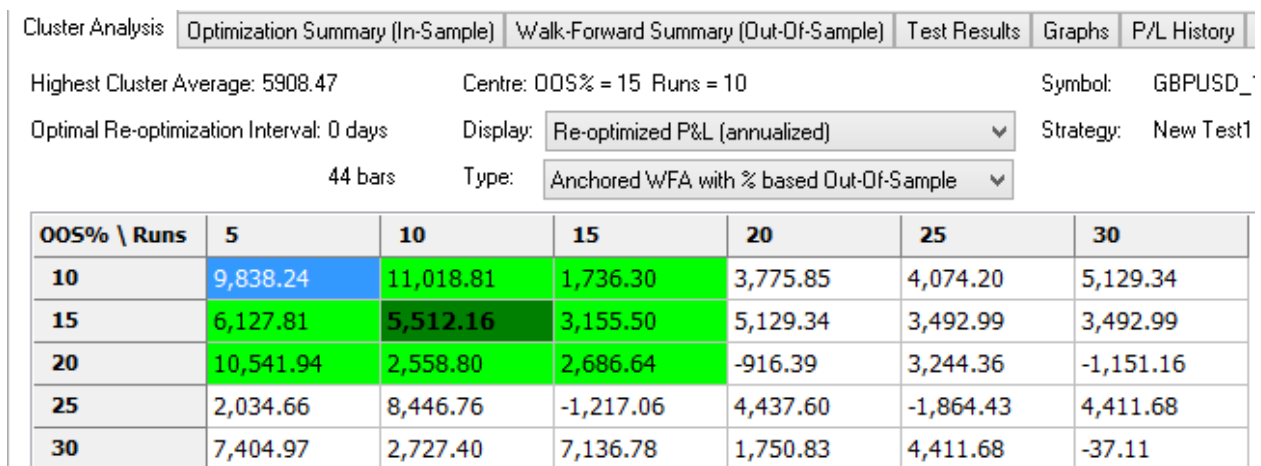 Cluster Analysis Optimization Summary (In-Sample) Walk-Forward Summary (Out-Of-Sample) Test Results Graphs P/L History
Highest Cluster Average: 5908.47 Centre: OOS% = 15 Runs = 10 Symbol: GBPUSD_
Optimal Re-optimization Interval: 0 days Display: Re-optimized P&L (annualized) Strategy: New Test1
44 bars Type: Anchored WFA with % based Out-Of-Sample
OOS% \ Runs 5 10 15 20 25 30
10 9,838.24 11,018.81 1,736.30 3,775.85 4,074.20 5,129.34
15 6,127.81 5,512.16 3,155.50 5,129.34 3,492.99 3,492.99
20 10,541.94 2,558.80 2,686.64 -916.39 3,244.36 -1,151.16
25 2,034.66 8,446.76 -1,217.06 4,437.60 -1,864.43 4,411.68
30 7,404.97 2,727.40 7,136.78 1,750.83 4,411.68 -37.11